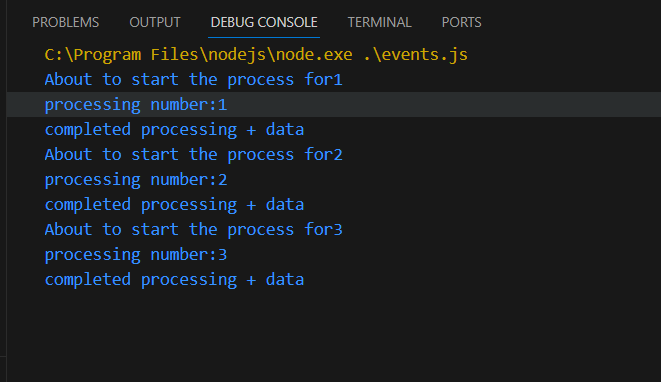 PROBLEMS OUTPUT DEBUG CONSOLE TERMINAL PORTS
C:\Program Files\nodejs\node.exe .\events.js
About to start the process for1
processing number:1
completed processing + data
About to start the process for2
processing number:2
completed processing + data
About to start the process for3
processing number:3
completed processing + data